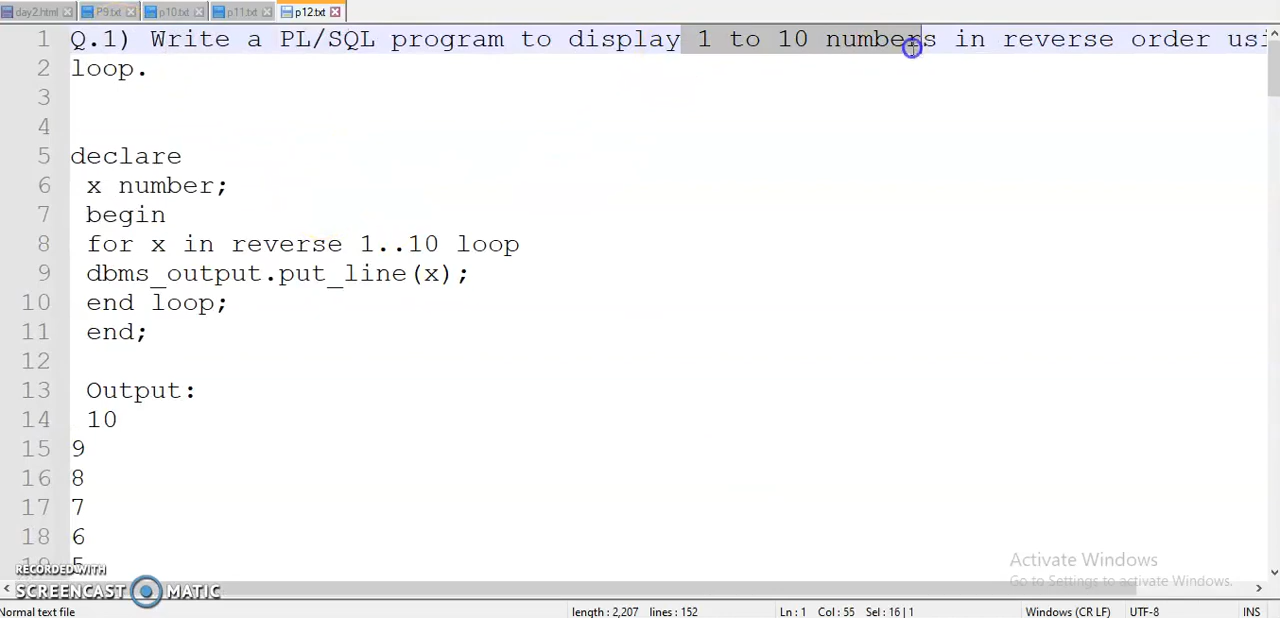 day2.html P9.txt p10.txt p11.txt p12.txt
1 Q.1) Write a PL/SQL program to display 1 to 10 numbers in reverse order usi
2 loop.
3
4
5 declare
6 x number;
7 begin
8 for x in reverse 1..10 loop
9 dbms_output.put_line(x);
10 end loop;
11 end;
12
13 Output:
14 10
15 9
16 8
17 7
18 6
19 5
Activate Windows
Go to Settings to activate Windows.
RECORDED WITH
SCREENCAST MATIC
Normal text file length : 2,207 lines : 152 Ln : 1 Col : 55 Sel : 16 | 1 Windows (CR LF) UTF-8 INS